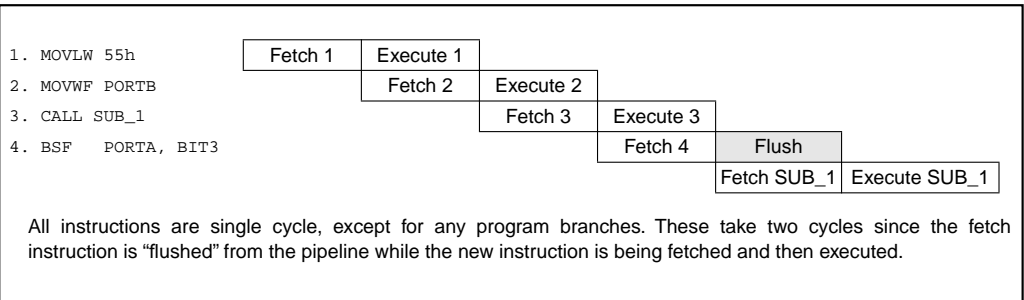 1. MOVLW 55h Fetch 1 Execute 1
2. MOVWF PORTB Fetch 2 Execute 2
3. CALL SUB_1 Fetch 3 Execute 3
4. BSF PORTA, BIT3 Fetch 4 Flush
Fetch SUB_1 Execute SUB_1
All instructions are single cycle, except for any program branches. These take two cycles since the fetch
instruction is “flushed” from the pipeline while the new instruction is being fetched and then executed.